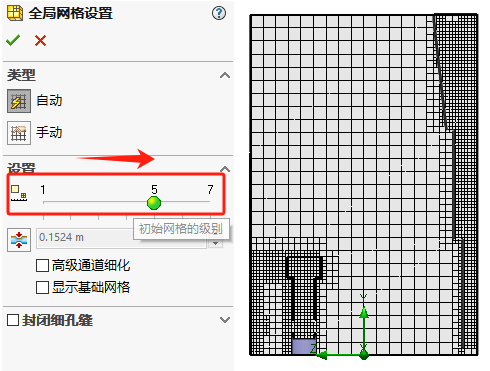 全局网格设置
类型
自动
手动
设置
1 5 7
初始网格的级别
0.1524 m
高级通道细化
显示基础网格
封闭细孔缝
Y
Z